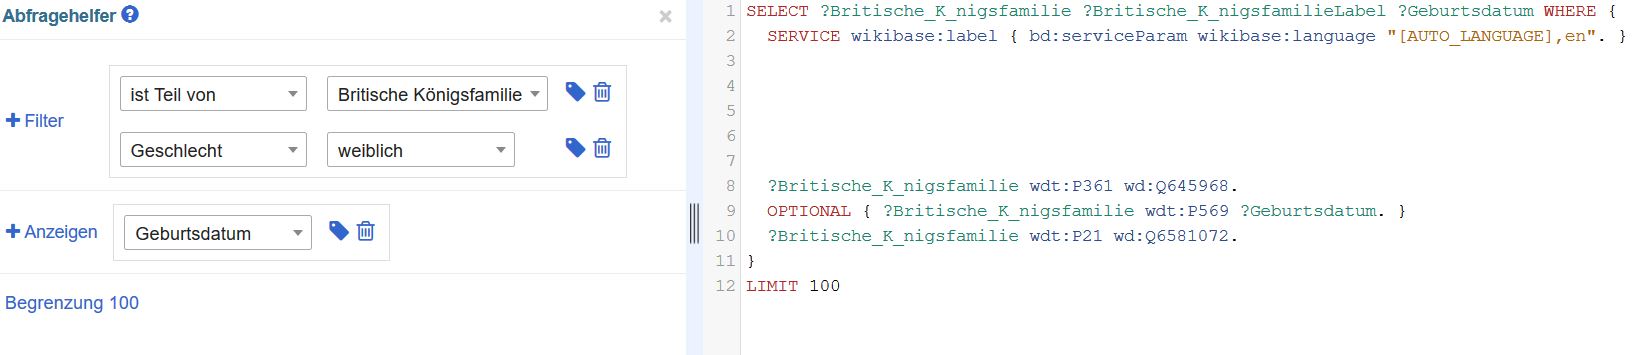 Abfragehelfer ?
+ Filter
ist Teil von
Britische Königsfamilie
Geschlecht
weiblich
+ Anzeigen
Geburtsdatum
Begrenzung 100
1 SELECT ?Britische_K_nigsfamilie ?Britische_K_nigsfamilieLabel ?Geburtsdatum WHERE {
2 SERVICE wikibase:label { bd:serviceParam wikibase:language "[AUTO_LANGUAGE],en". }
3
4
5
6
7
8 ?Britische_K_nigsfamilie wdt:P361 wd:Q645968.
9 OPTIONAL { ?Britische_K_nigsfamilie wdt:P569 ?Geburtsdatum. }
10 ?Britische_K_nigsfamilie wdt:P21 wd:Q6581072.
11 }
12 LIMIT 100